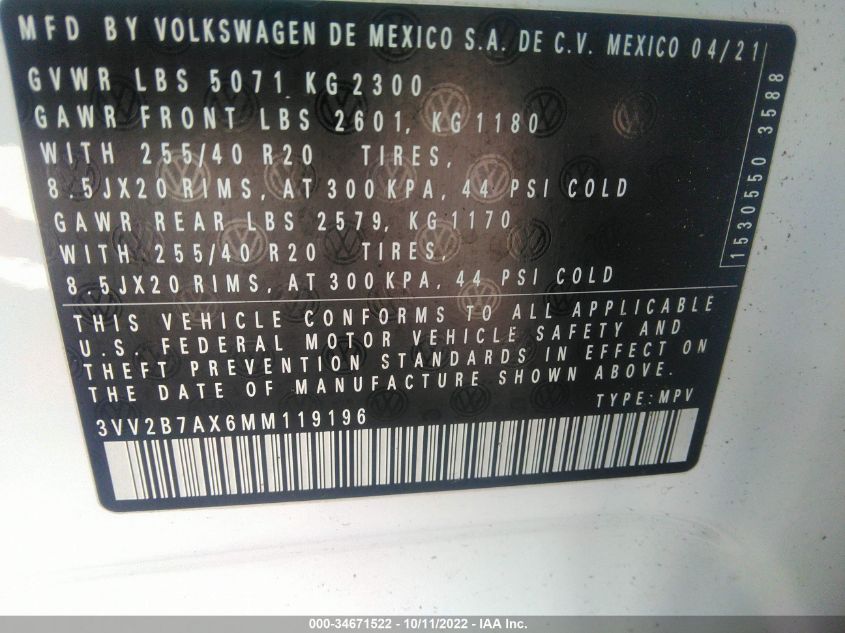 MFD BY VOLKSWAGEN DE MEXICO S.A. DE C.V. MEXICO 04/21
GVWR LBS 5071 KG 2300
GAWR FRONT LBS 2601, KG 1180
WITH 255/40 R20 TIRES,
8.5JX20 RIMS, AT 300 KPA, 44 PSI COLD
GAWR REAR LBS 2579, KG 1170
WITH 255/40 R20 TIRES,
8.5JX20 RIMS, AT 300 KPA, 44 PSI COLD
THIS VEHICLE CONFORMS TO ALL APPLICABLE
U.S. FEDERAL MOTOR VEHICLE SAFETY AND
THEFT PREVENTION STANDARDS IN EFFECT ON
THE DATE OF MANUFACTURE SHOWN ABOVE.
TYPE: MPV
3VV2B7AX6MM119196
1530550 3588
000-34671522 - 10/11/2022 - IAA Inc.